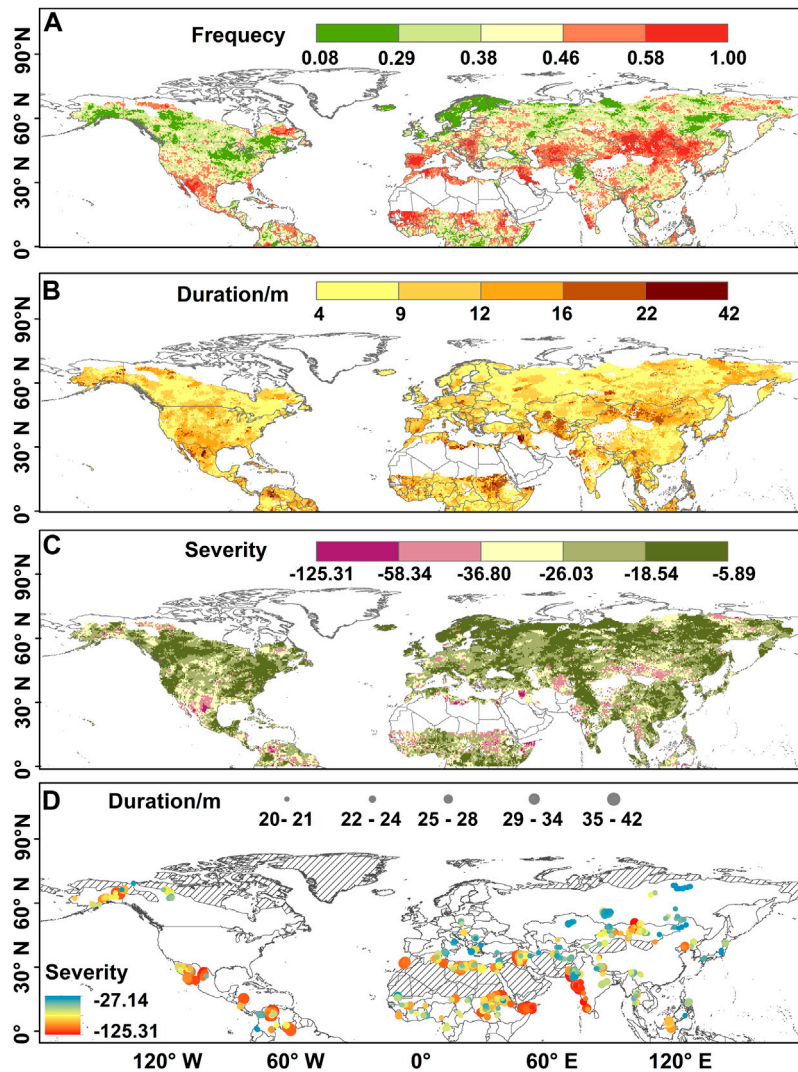 A
Frequecy
0.08 0.29 0.38 0.46 0.58 1.00
90°N
60° N
30° N
0°
B
Duration/m
4 9 12 16 22 42
90°N
60° N
30° N
0°
C
Severity
-125.31 -58.34 -36.80 -26.03 -18.54 -5.89
90°N
60° N
30° N
0°
D
Duration/m
20 - 21 22 - 24 25 - 28 29 - 34 35 - 42
90°N
60° N
30° N
0°
Severity
-27.14
-125.31
120° W 60° W 0° 60° E 120° E